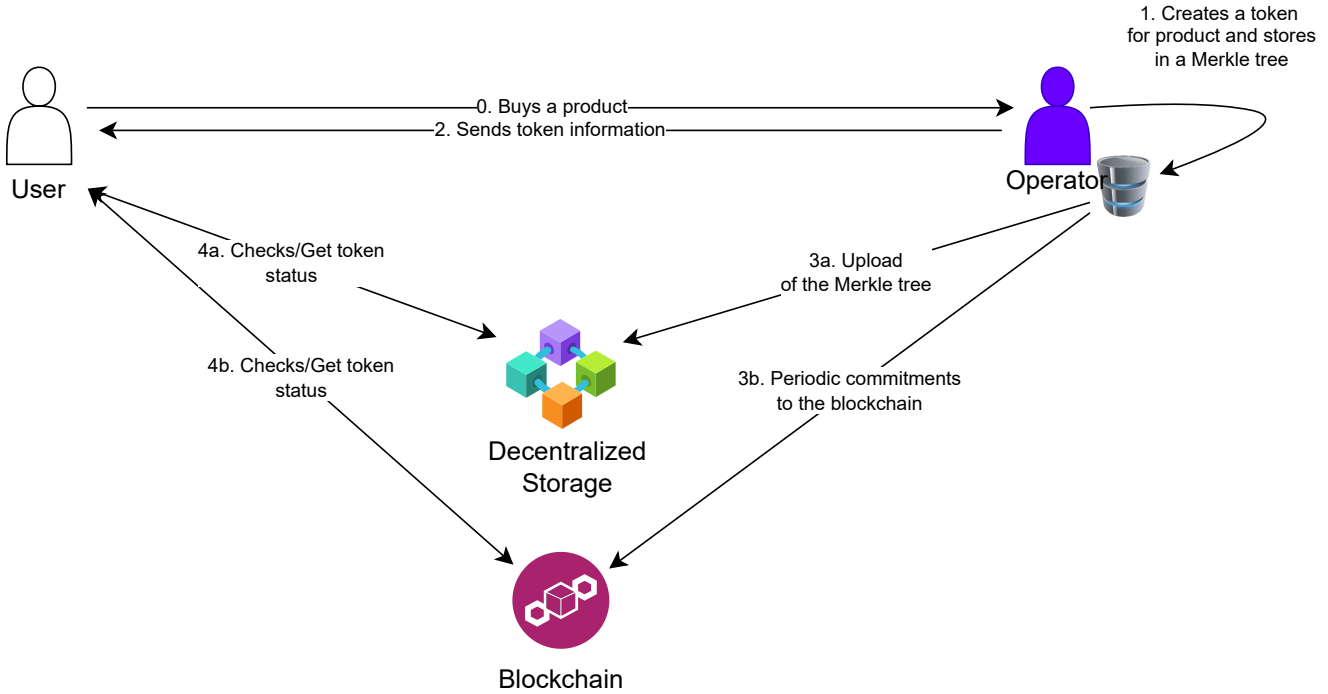 1. Creates a token
for product and stores
in a Merkle tree
0. Buys a product
2. Sends token information
User
Operator
4a. Checks/Get token
status
3a. Upload
of the Merkle tree
4b. Checks/Get token
status
3b. Periodic commitments
to the blockchain
Decentralized
Storage
Blockchain